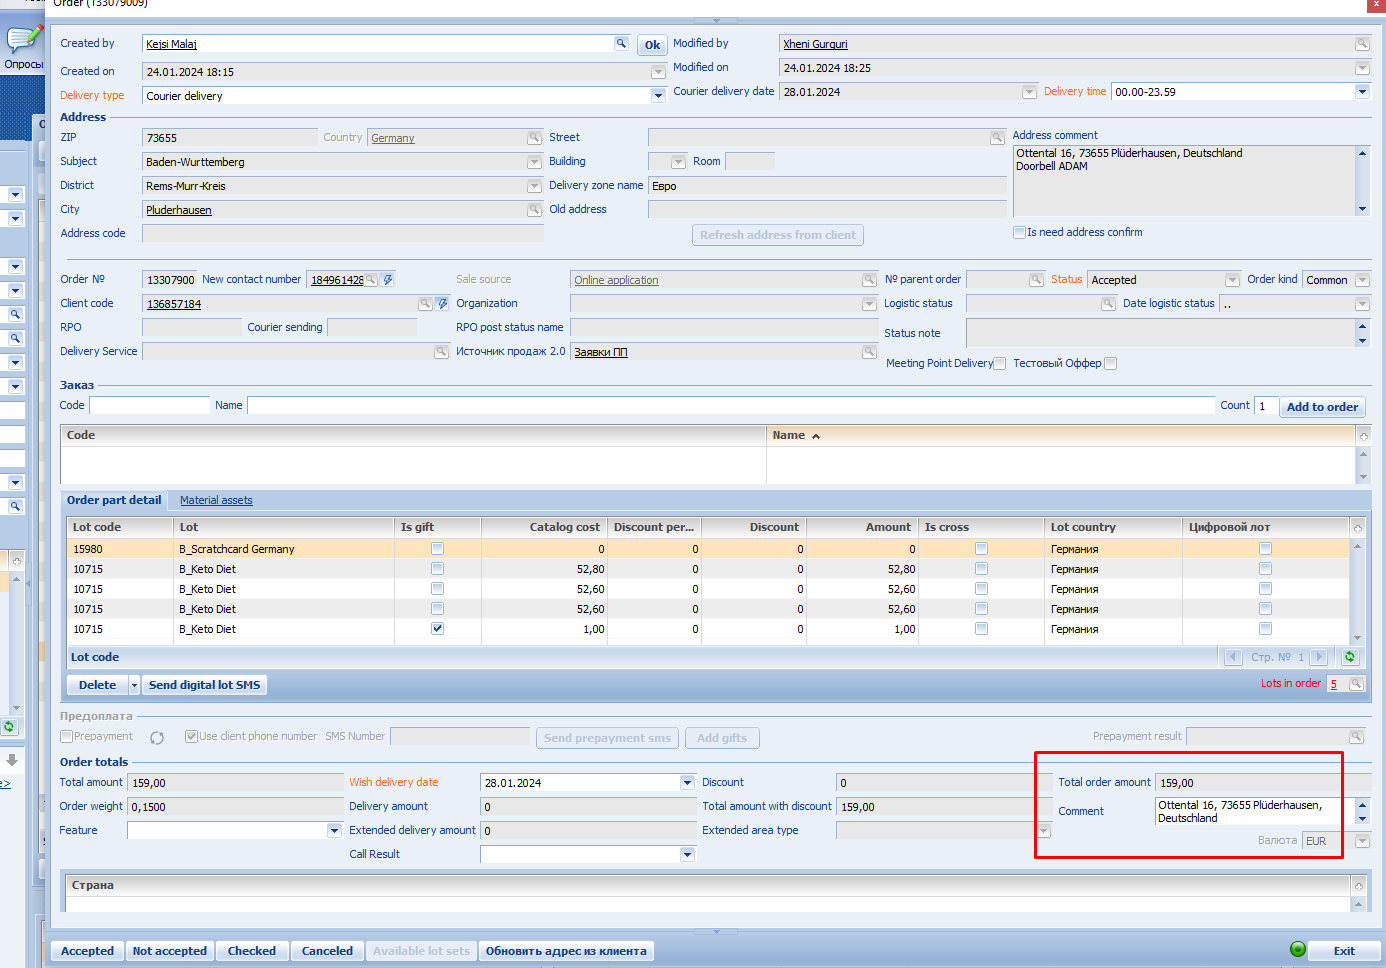 Order (133079009)
Опросы
Created by Kejsi Malaj Ok Modified by Xheni Gurguri
Created on 24.01.2024 18:15 Modified on 24.01.2024 18:25
Delivery type Courier delivery Courier delivery date 28.01.2024 Delivery time 00.00-23.59
Address
ZIP 73655 Country Germany Street Address comment
Subject Baden-Wurttemberg Building Room Ottental 16, 73655 Plüderhausen, Deutschland
Doorbell ADAM
District Rems-Murr-Kreis Delivery zone name Евро
City Pluderhausen Old address
Address code Refresh address from client Is need address confirm
Order Nº 13307900 New contact number 184961428 Sale source Online application Nº parent order Status Accepted Order kind Common
Client code 136857184 Organization Logistic status Date logistic status ..
RPO Courier sending RPO post status name Status note
Delivery Service Источник продаж 2.0 Заявки ПП
Meeting Point Delivery Тестовый Оффер
Заказ
Code Name Count 1 Add to order
Code Name
Order part detail Material assets
Lot code Lot Is gift Catalog cost Discount per... Discount Amount Is cross Lot country Цифровой лот
15980 B_Scratchcard Germany 0 0 0 0 Германия
10715 B_Keto Diet 52,80 0 0 52,80 Германия
10715 B_Keto Diet 52,60 0 0 52,60 Германия
10715 B_Keto Diet 52,60 0 0 52,60 Германия
10715 B_Keto Diet 1,00 0 0 1,00 Германия
Lot code Стр. Nº 1
Delete Send digital lot SMS Lots in order 5
Предоплата
Prepayment Use client phone number SMS Number Send prepayment sms Add gifts Prepayment result
Order totals
Total amount 159,00 Wish delivery date 28.01.2024 Discount 0 Total order amount 159,00
Order weight 0,1500 Delivery amount 0 Total amount with discount 159,00 Comment Ottental 16, 73655 Plüderhausen,
Deutschland
Feature Extended delivery amount 0 Extended area type
Валюта EUR
Call Result
Страна
Accepted Not accepted Checked Canceled Available lot sets Обновить адрес из клиента Exit